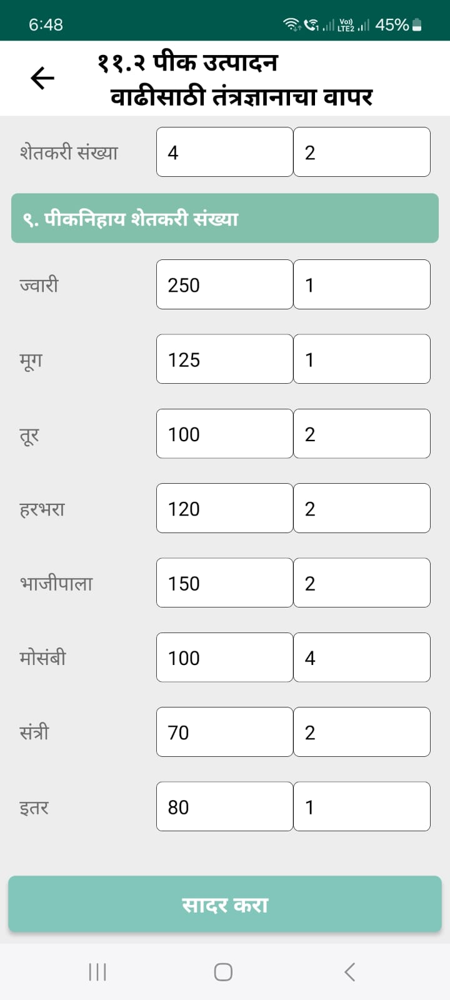 6:48 Vo)) LTE2 45%
११.२ पीक उत्पादन
वाढीसाठी तंत्रज्ञानाचा वापर
शेतकरी संख्या 4 2
९. पीकनिहाय शेतकरी संख्या
ज्वारी 250 1
मूग 125 1
तूर 100 2
हरभरा 120 2
भाजीपाला 150 2
मोसंबी 100 4
संत्री 70 2
इतर 80 1
सादर करा